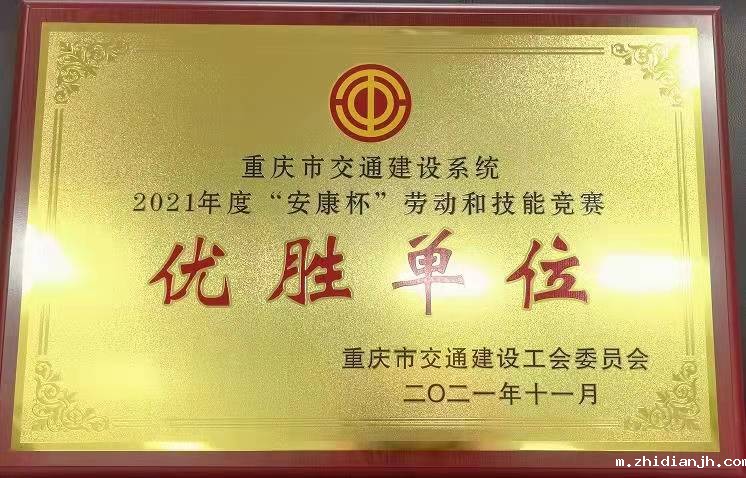 重庆市交通建设系统
2021年度“安康杯”劳动和技能竞赛
优胜单位
重庆市交通建设工会委员会
二〇二一年十一月
m.zhidianjh.com